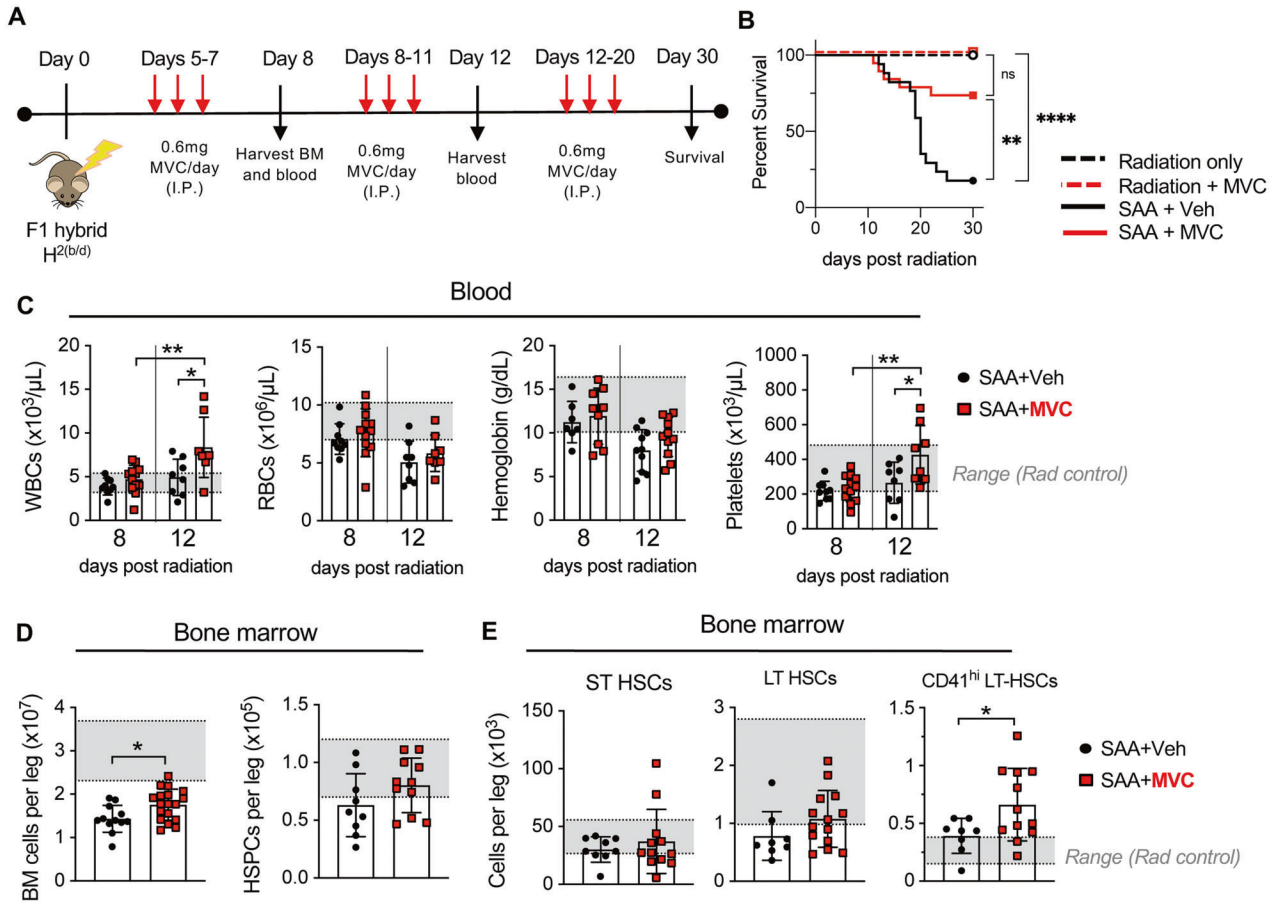 A
Day 0
Days 5-7
Day 8
Days 8-11
Day 12
Days 12-20
Day 30
0.6mg
MVC/day
(I.P.)
Harvest BM
and blood
0.6mg
MVC/day
(I.P.)
Harvest
blood
0.6mg
MVC/day
(I.P.)
Survival
F1 hybrid
H2(b/d)
B
Percent Survival
100
50
0
0
10
20
30
days post radiation
ns
**
****
Radiation only
Radiation + MVC
SAA + Veh
SAA + MVC
C
Blood
WBCs (x10³/µL)
20
15
10
5
0
**
*
8
12
days post radiation
RBCs (x10⁶/µL)
15
10
5
0
8
12
days post radiation
Hemoglobin (g/dL)
20
15
10
5
0
8
12
days post radiation
Platelets (x10³/µL)
1000
800
600
400
200
0
**
*
8
12
days post radiation
SAA+Veh
SAA+MVC
Range (Rad control)
D
Bone marrow
BM cells per leg (x10⁷)
4
3
2
1
0
*
HSPCs per leg (x10⁵)
1.5
1.0
0.5
0.0
E
Bone marrow
ST HSCs
Cells per leg (x10³)
150
100
50
0
LT HSCs
3
2
1
0
CD41hi LT-HSCs
1.5
1.0
0.5
0
*
SAA+Veh
SAA+MVC
Range (Rad control)